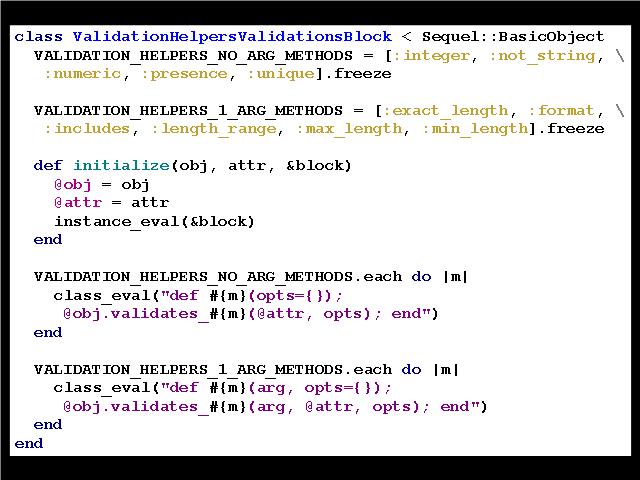 class ValidationHelpersValidationsBlock < Sequel::BasicObject
  VALIDATION_HELPERS_NO_ARG_METHODS = [:integer, :not_string, \
   :numeric, :presence, :unique].freeze

  VALIDATION_HELPERS_1_ARG_METHODS = [:exact_length, :format, \
   :includes, :length_range, :max_length, :min_length].freeze

  def initialize(obj, attr, &block)
    @obj = obj
    @attr = attr
    instance_eval(&block)
  end

  VALIDATION_HELPERS_NO_ARG_METHODS.each do |m|
    class_eval("def #{m}(opts={});
     @obj.validates_#{m}(@attr, opts); end")
  end

  VALIDATION_HELPERS_1_ARG_METHODS.each do |m|
    class_eval("def #{m}(arg, opts={});
     @obj.validates_#{m}(arg, @attr, opts); end")
  end
end